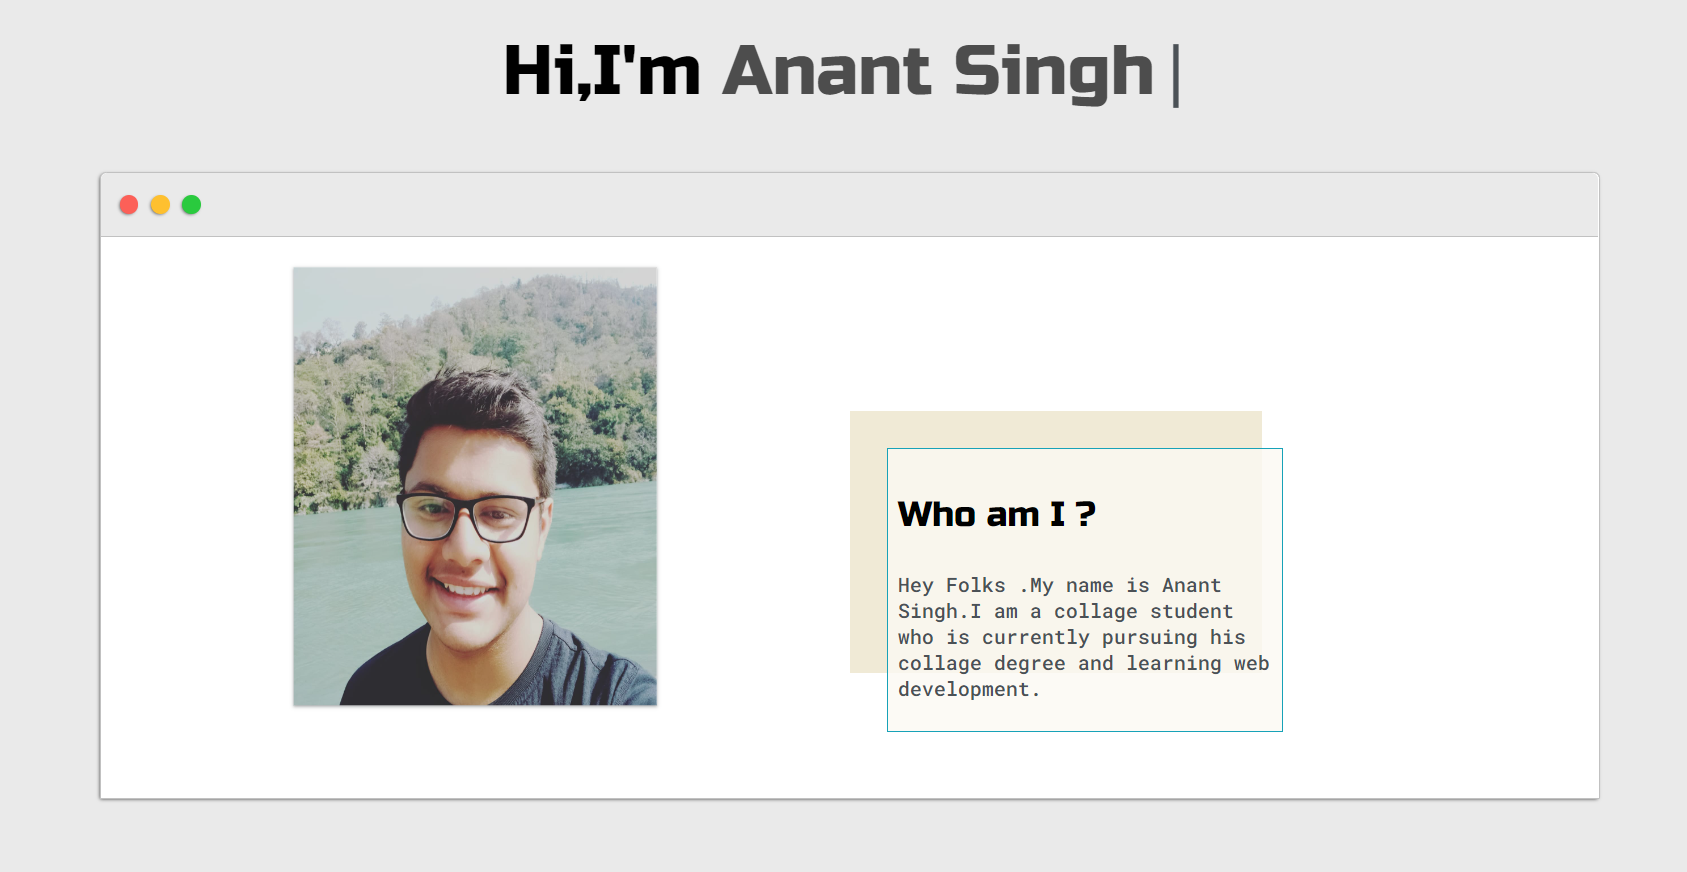 Hi,I'm Anant Singh
Who am I ?
Hey Folks .My name is Anant
Singh.I am a collage student
who is currently pursuing his
collage degree and learning web
development.